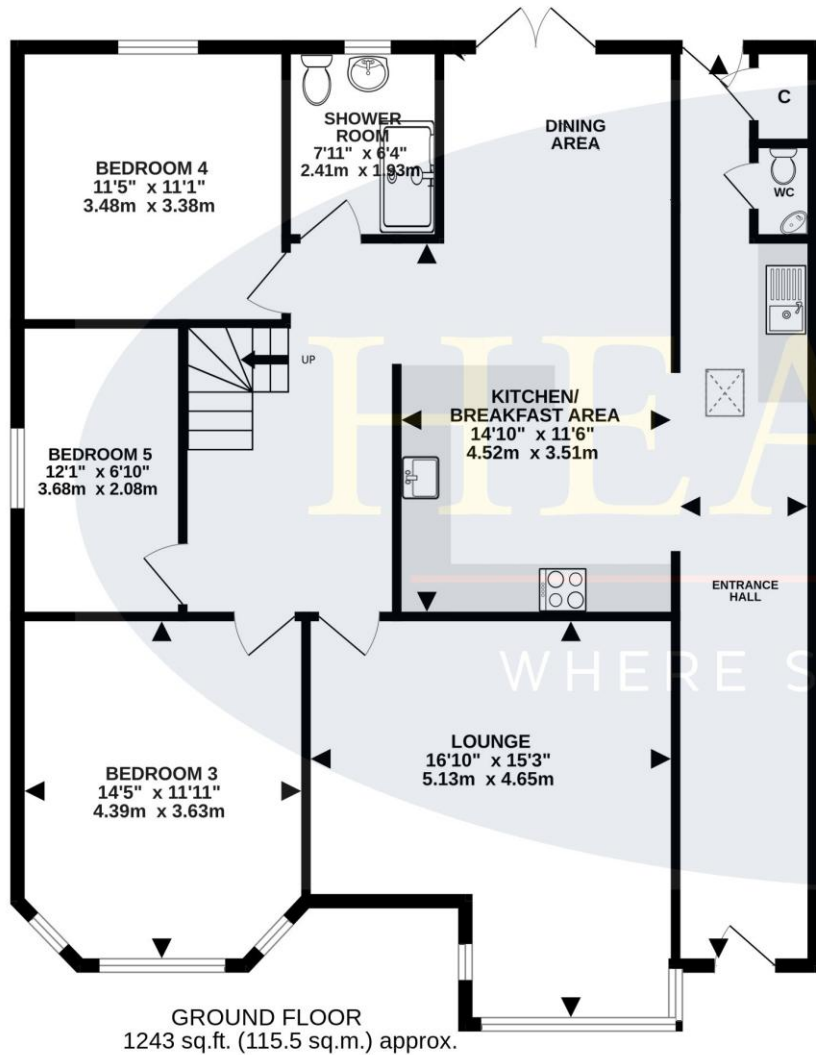 BEDROOM 4
11'5" x 11'1"
3.48m x 3.38m
SHOWER
ROOM
7'11" x 6'4"
2.41m x 1.93m
DINING
AREA
C
WC
UP
KITCHEN/
BREAKFAST AREA
14'10" x 11'6"
4.52m x 3.51m
BEDROOM 5
12'1" x 6'10"
3.68m x 2.08m
HEA
ENTRANCE
HALL
WHERE S
LOUNGE
16'10" x 15'3"
5.13m x 4.65m
BEDROOM 3
14'5" x 11'11"
4.39m x 3.63m
GROUND FLOOR
1243 sq.ft. (115.5 sq.m.) approx.